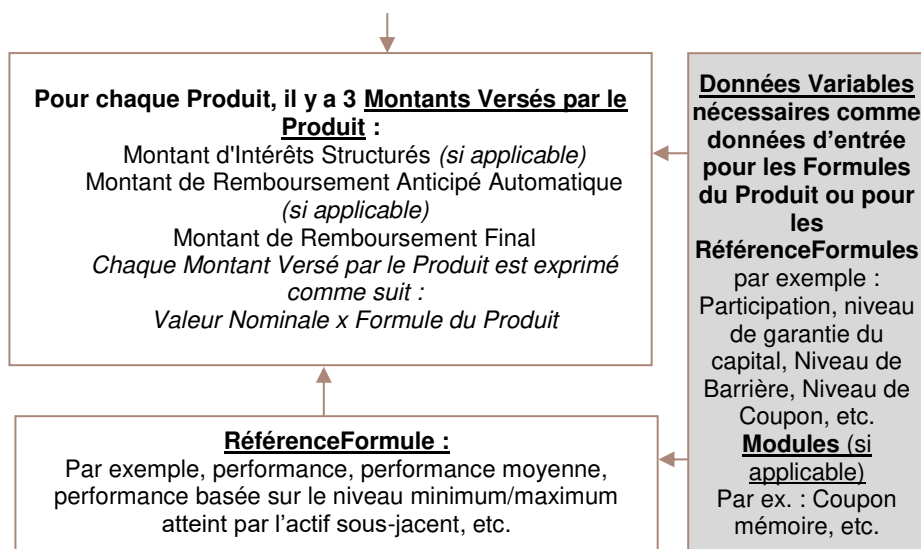 Pour chaque Produit, il y a 3 Montants Versés par le
Produit :
Montant d'Intérêts Structurés (si applicable)
Montant de Remboursement Anticipé Automatique
(si applicable)
Montant de Remboursement Final
Chaque Montant Versé par le Produit est exprimé
comme suit :
Valeur Nominale x Formule du Produit
RéférenceFormule :
Par exemple, performance, performance moyenne,
performance basée sur le niveau minimum/maximum
atteint par l'actif sous-jacent, etc.
Données Variables
nécessaires comme
données d'entrée
pour les Formules
du Produit ou pour
les
RéférenceFormules
par exemple :
Participation, niveau
de garantie du
capital, Niveau de
Barrière, Niveau de
Coupon, etc.
Modules (si
applicable)
Par ex. : Coupon
mémoire, etc.